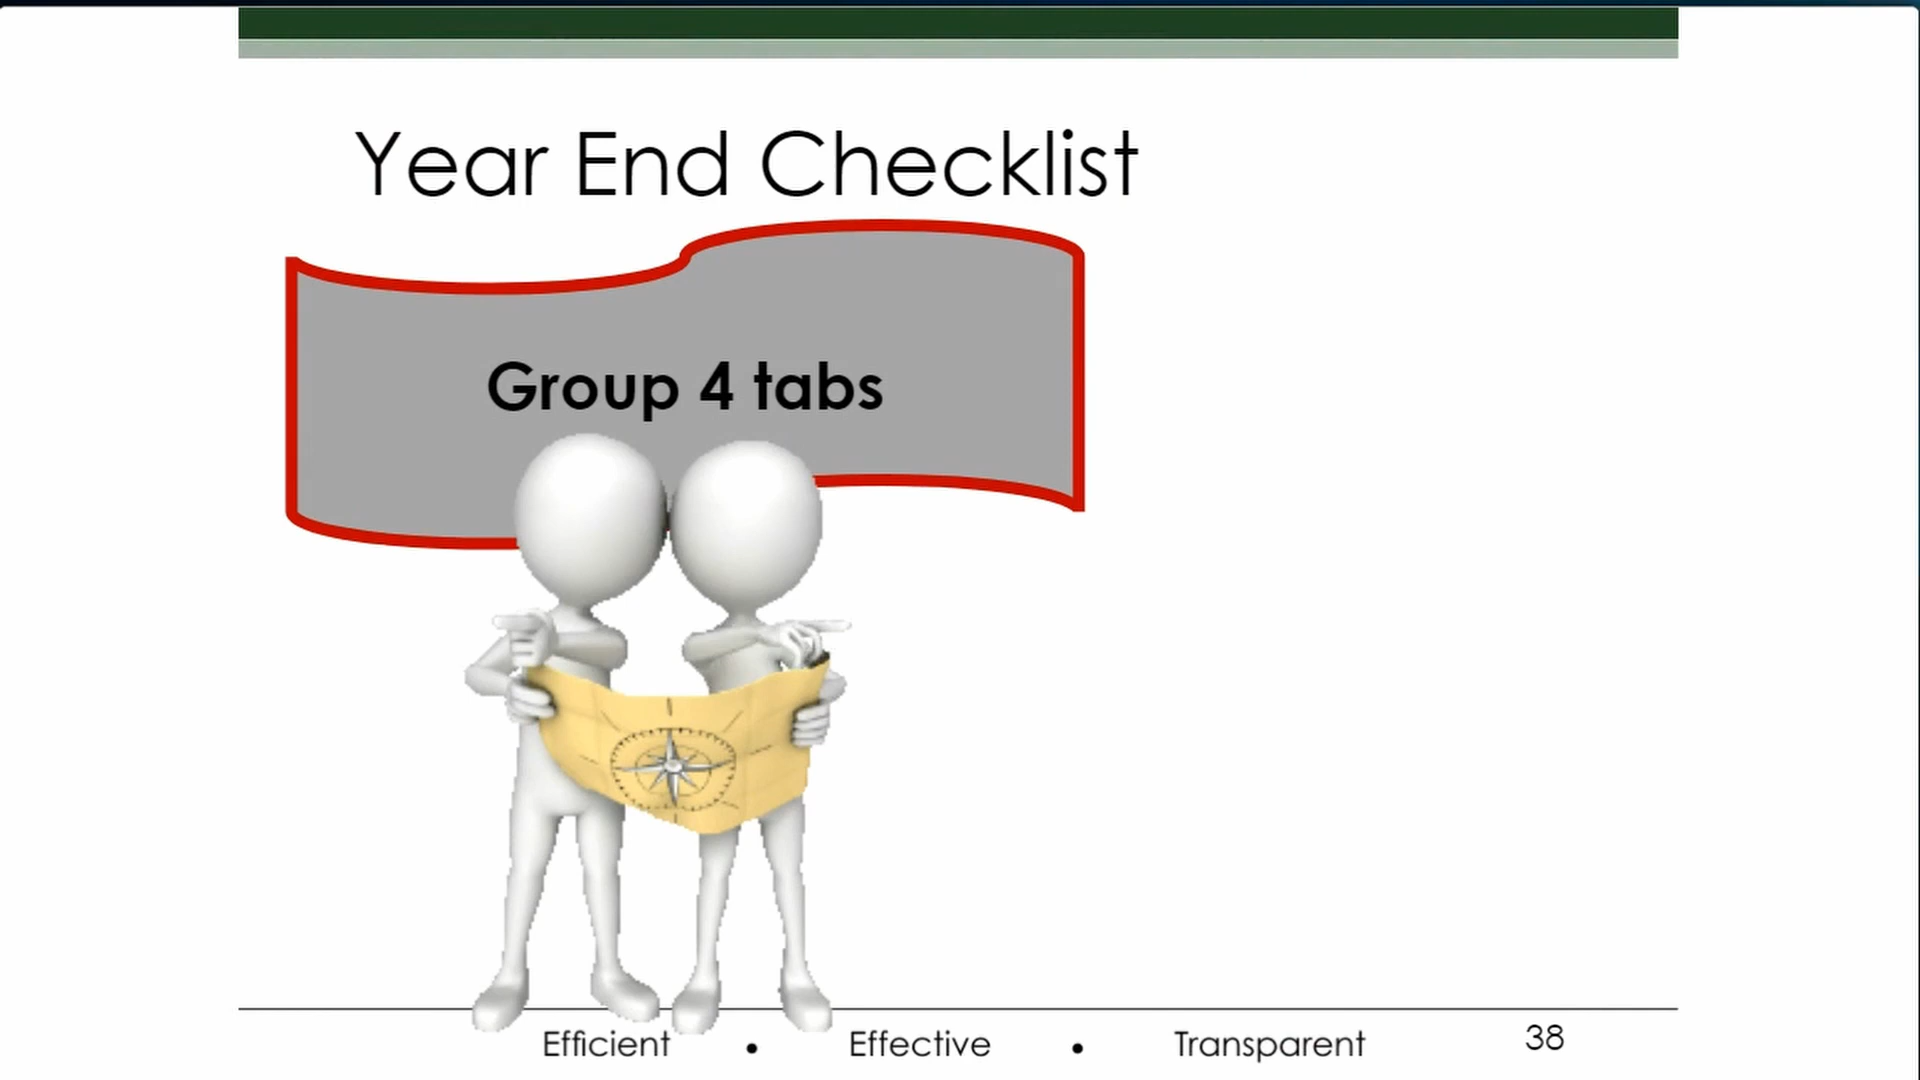 Year End Checklist
Group 4 tabs
Efficient • Effective • Transparent 38